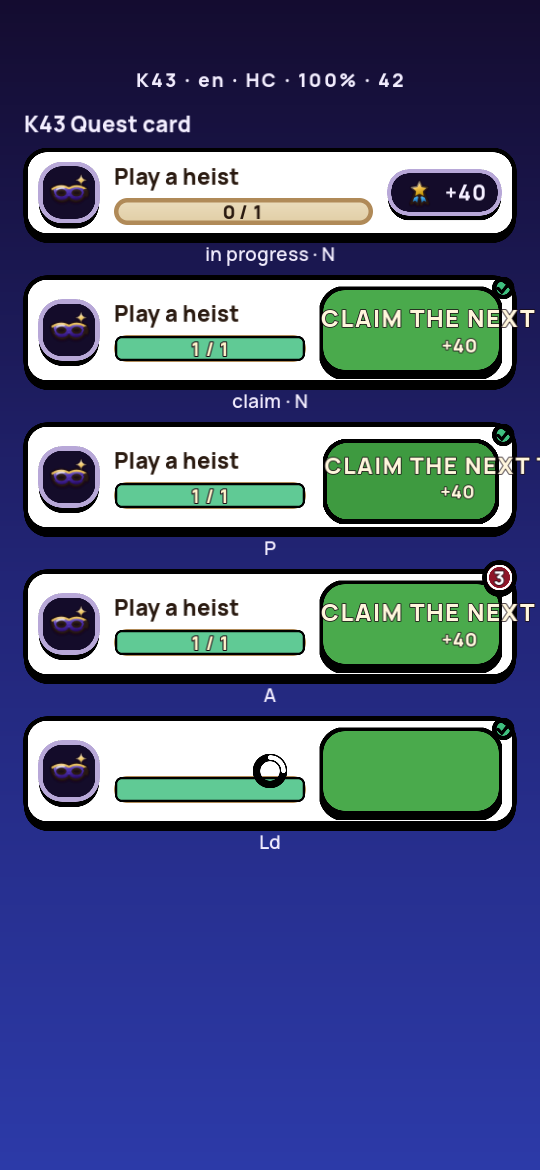 K43 · en · HC · 100% · 42
K43 Quest card
Play a heist
0 / 1
+40
in progress · N
Play a heist
1 / 1
CLAIM THE NEXT
+40
claim · N
Play a heist
1 / 1
CLAIM THE NEXT
+40
P
3
Play a heist
1 / 1
CLAIM THE NEXT
+40
A
Ld